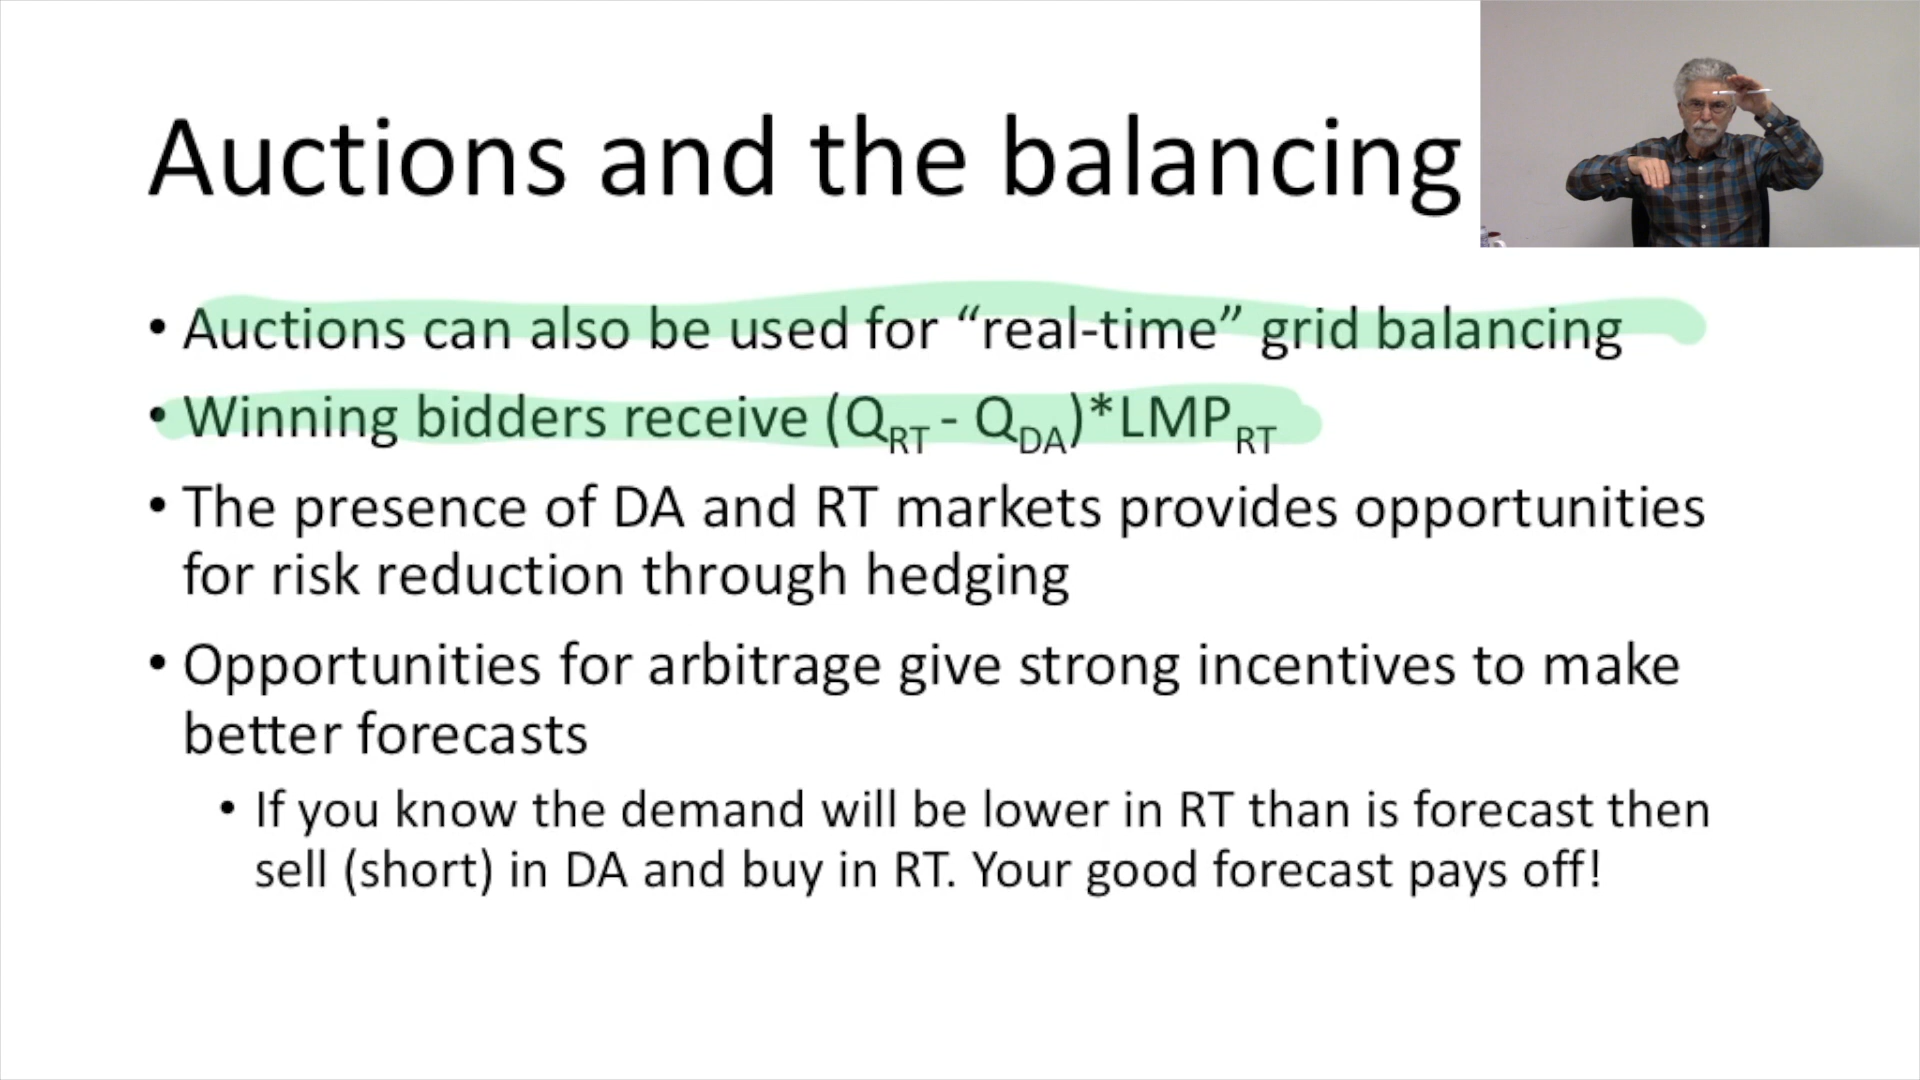 Auctions and the balancing
• Auctions can also be used for “real-time” grid balancing
• Winning bidders receive (Q_RT - Q_DA)*LMP_RT
• The presence of DA and RT markets provides opportunities
for risk reduction through hedging
• Opportunities for arbitrage give strong incentives to make
better forecasts
• If you know the demand will be lower in RT than is forecast then
sell (short) in DA and buy in RT. Your good forecast pays off!